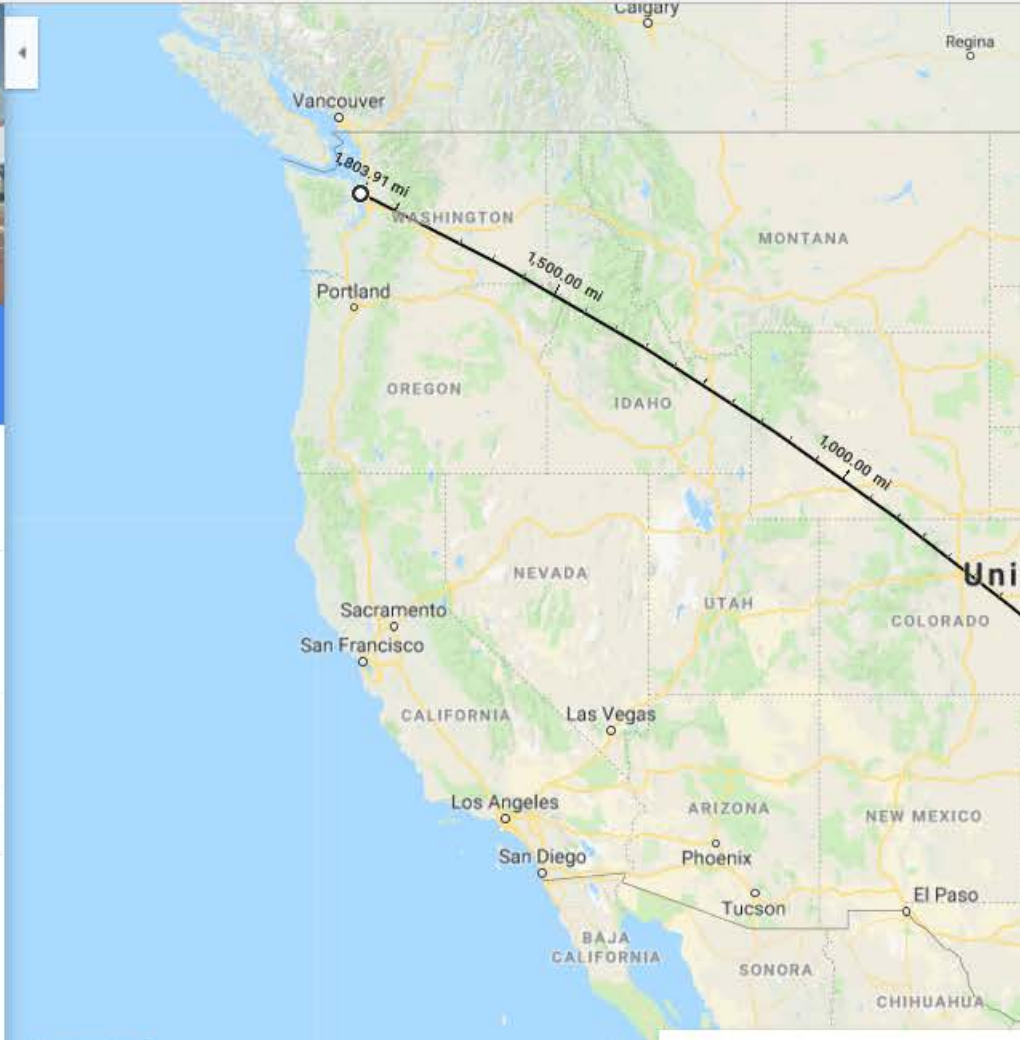 Calgary
Regina
Vancouver
1,803.91 mi
WASHINGTON
MONTANA
1,500.00 mi
Portland
OREGON
IDAHO
1,000.00 mi
NEVADA
Uni
UTAH
Sacramento
COLORADO
San Francisco
CALIFORNIA
Las Vegas
Los Angeles
ARIZONA
NEW MEXICO
San Diego
Phoenix
El Paso
Tucson
BAJA
CALIFORNIA
SONORA
CHIHUAHUA